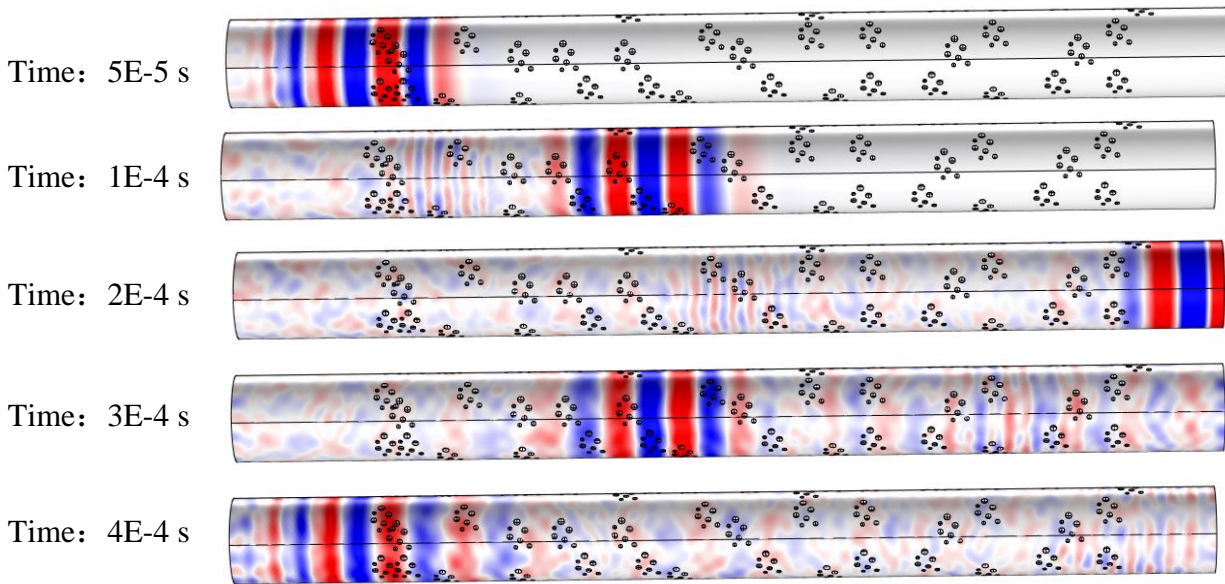 Time：5E-5 s
Time：1E-4 s
Time：2E-4 s
Time：3E-4 s
Time：4E-4 s